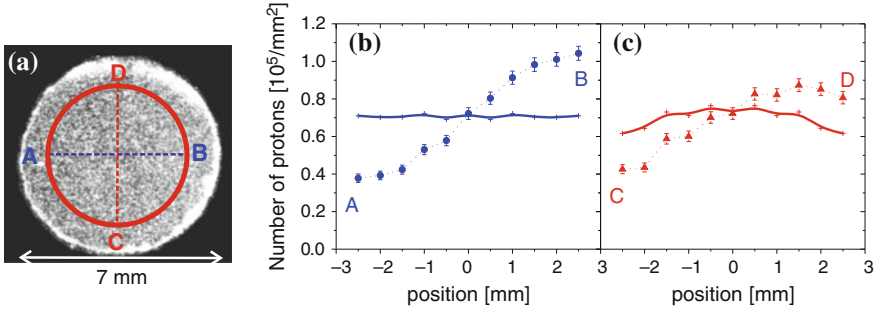 (a)
D
A
B
C
7 mm
Number of protons [10⁵/mm²]
1.2
1.0
0.8
0.6
0.4
0.2
0.0
(b)
B
A
−3 −2 −1 0 1 2
position [mm]
(c)
D
C
3 −2 −1 0 1 2 3
position [mm]